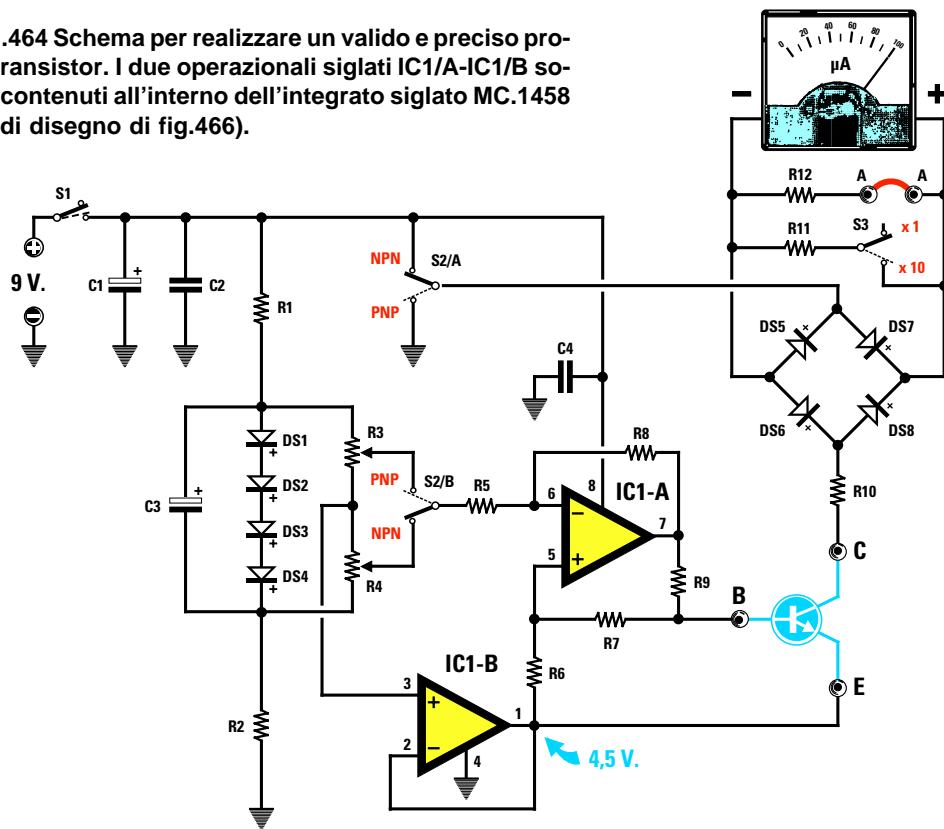 .464 Schema per realizzare un valido e preciso pro-
ransistor. I due operazionali siglati IC1/A-IC1/B so-
contenuti all'interno dell'integrato siglato MC.1458
di disegno di fig.466).
0 20 40 60 80 100
µA
− +
R12 A A
R11 S3 x 1
x 10
S1
9 V.
+
C1 C2
R1
NPN S2/A
PNP
DS5 DS7
DS6 DS8
C4
R10
C
+
C3
DS1
+
DS2
+
DS3
+
DS4
+
R3
PNP S2/B
NPN
R4
R5
R8
IC1-A
6 − 8
7
5 +
R9
R7
B
R6
E
IC1-B
3 +
1
2 −
4
R2
4,5 V.